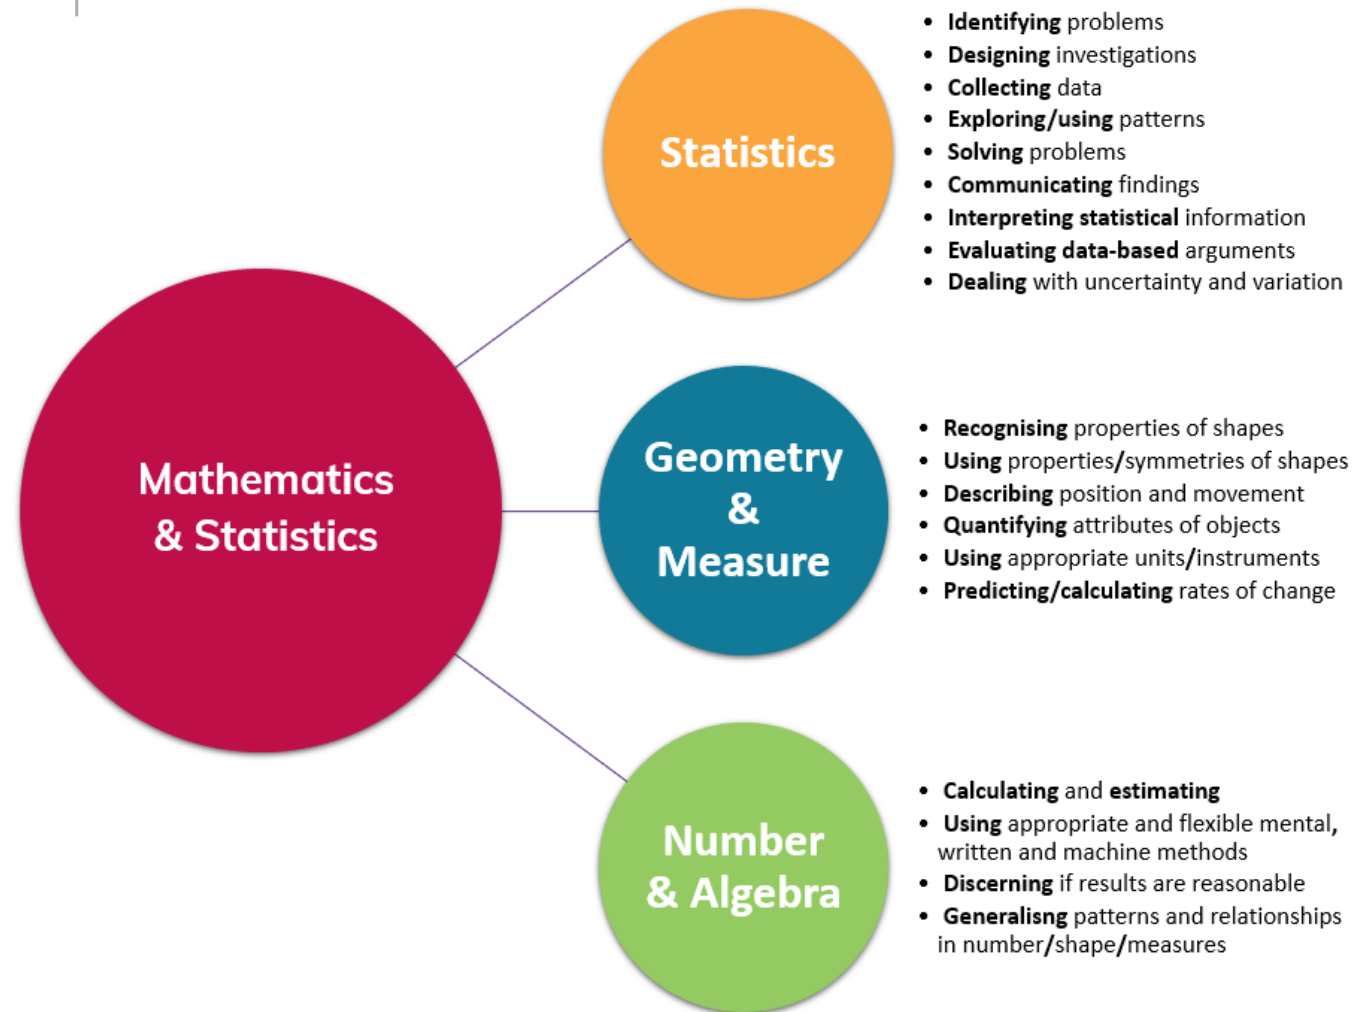 Mathematics
& Statistics
Statistics
• Identifying problems
• Designing investigations
• Collecting data
• Exploring/using patterns
• Solving problems
• Communicating findings
• Interpreting statistical information
• Evaluating data-based arguments
• Dealing with uncertainty and variation
Geometry
&
Measure
• Recognising properties of shapes
• Using properties/symmetries of shapes
• Describing position and movement
• Quantifying attributes of objects
• Using appropriate units/instruments
• Predicting/calculating rates of change
Number
& Algebra
• Calculating and estimating
• Using appropriate and flexible mental,
written and machine methods
• Discerning if results are reasonable
• Generalisng patterns and relationships
in number/shape/measures